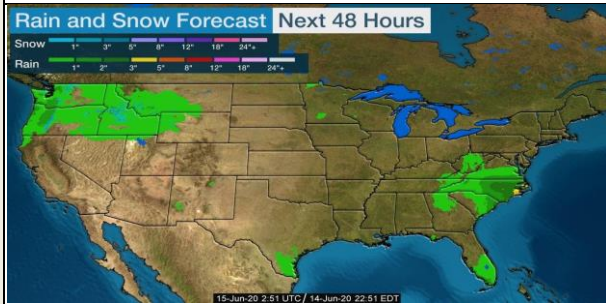 Rain and Snow Forecast Next 48 Hours
Snow
1" 3" 5" 8" 12" 18" 24"+
Rain
1" 2" 3" 5" 8" 12" 18" 24"+
15-Jun-20 2:51 UTC / 14-Jun-20 22:51 EDT